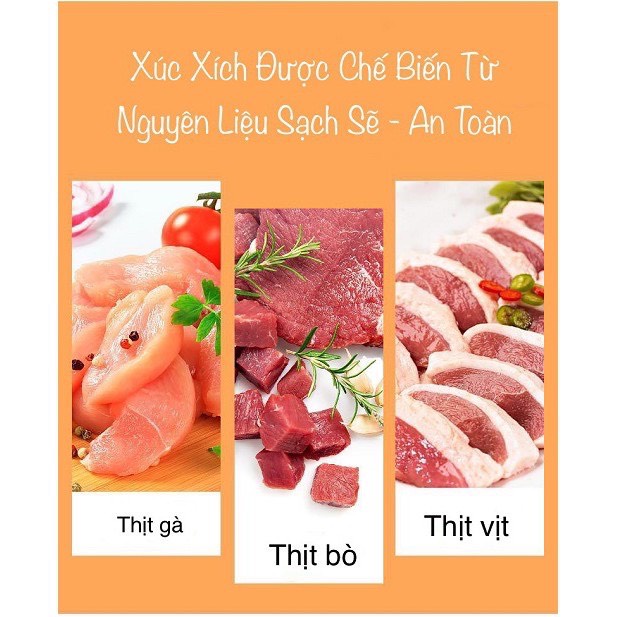 Xúc Xích Được Chế Biến Từ
Nguyên Liệu Sạch Sẽ - An Toàn
Thịt gà
Thịt bò
Thịt vịt